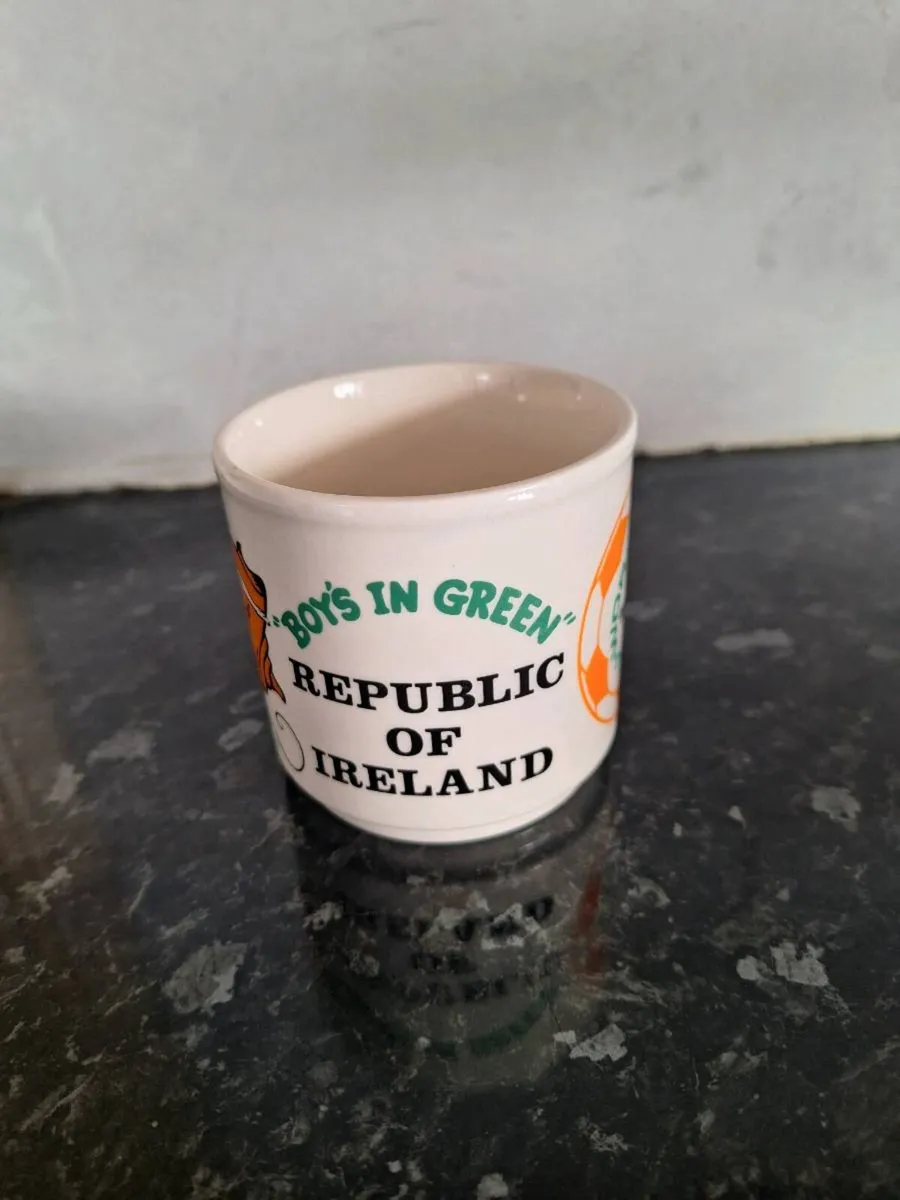 "BOY'S IN GREEN"
REPUBLIC
OF
IRELAND